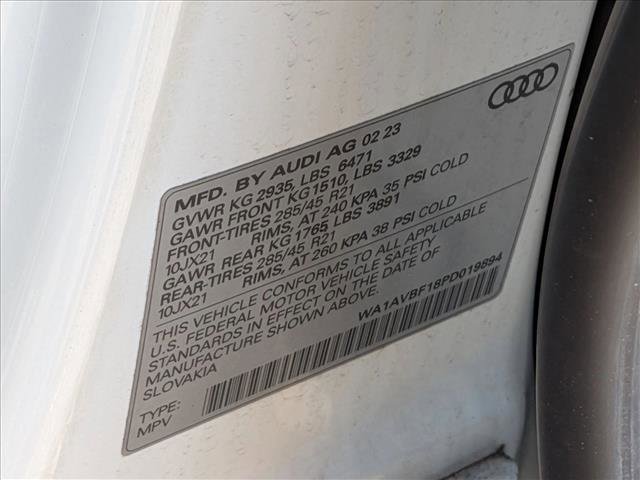 MFD. BY AUDI AG 02 23
GVWR KG 2935, LBS 6471
GAWR FRONT KG1510, LBS 3329
FRONT-TIRES 285/45 R21
10JX21 RIMS, AT 240 KPA 35 PSI COLD
GAWR REAR KG 1765 LBS 3891
REAR-TIRES 285/45 R21
10JX21 RIMS, AT 260 KPA 38 PSI COLD
THIS VEHICLE CONFORMS TO ALL APPLICABLE
U.S. FEDERAL MOTOR VEHICLE SAFETY
STANDARDS IN EFFECT ON THE DATE OF
MANUFACTURE SHOWN ABOVE.
SLOVAKIA
WA1AVBF18PD019894
TYPE:
MPV